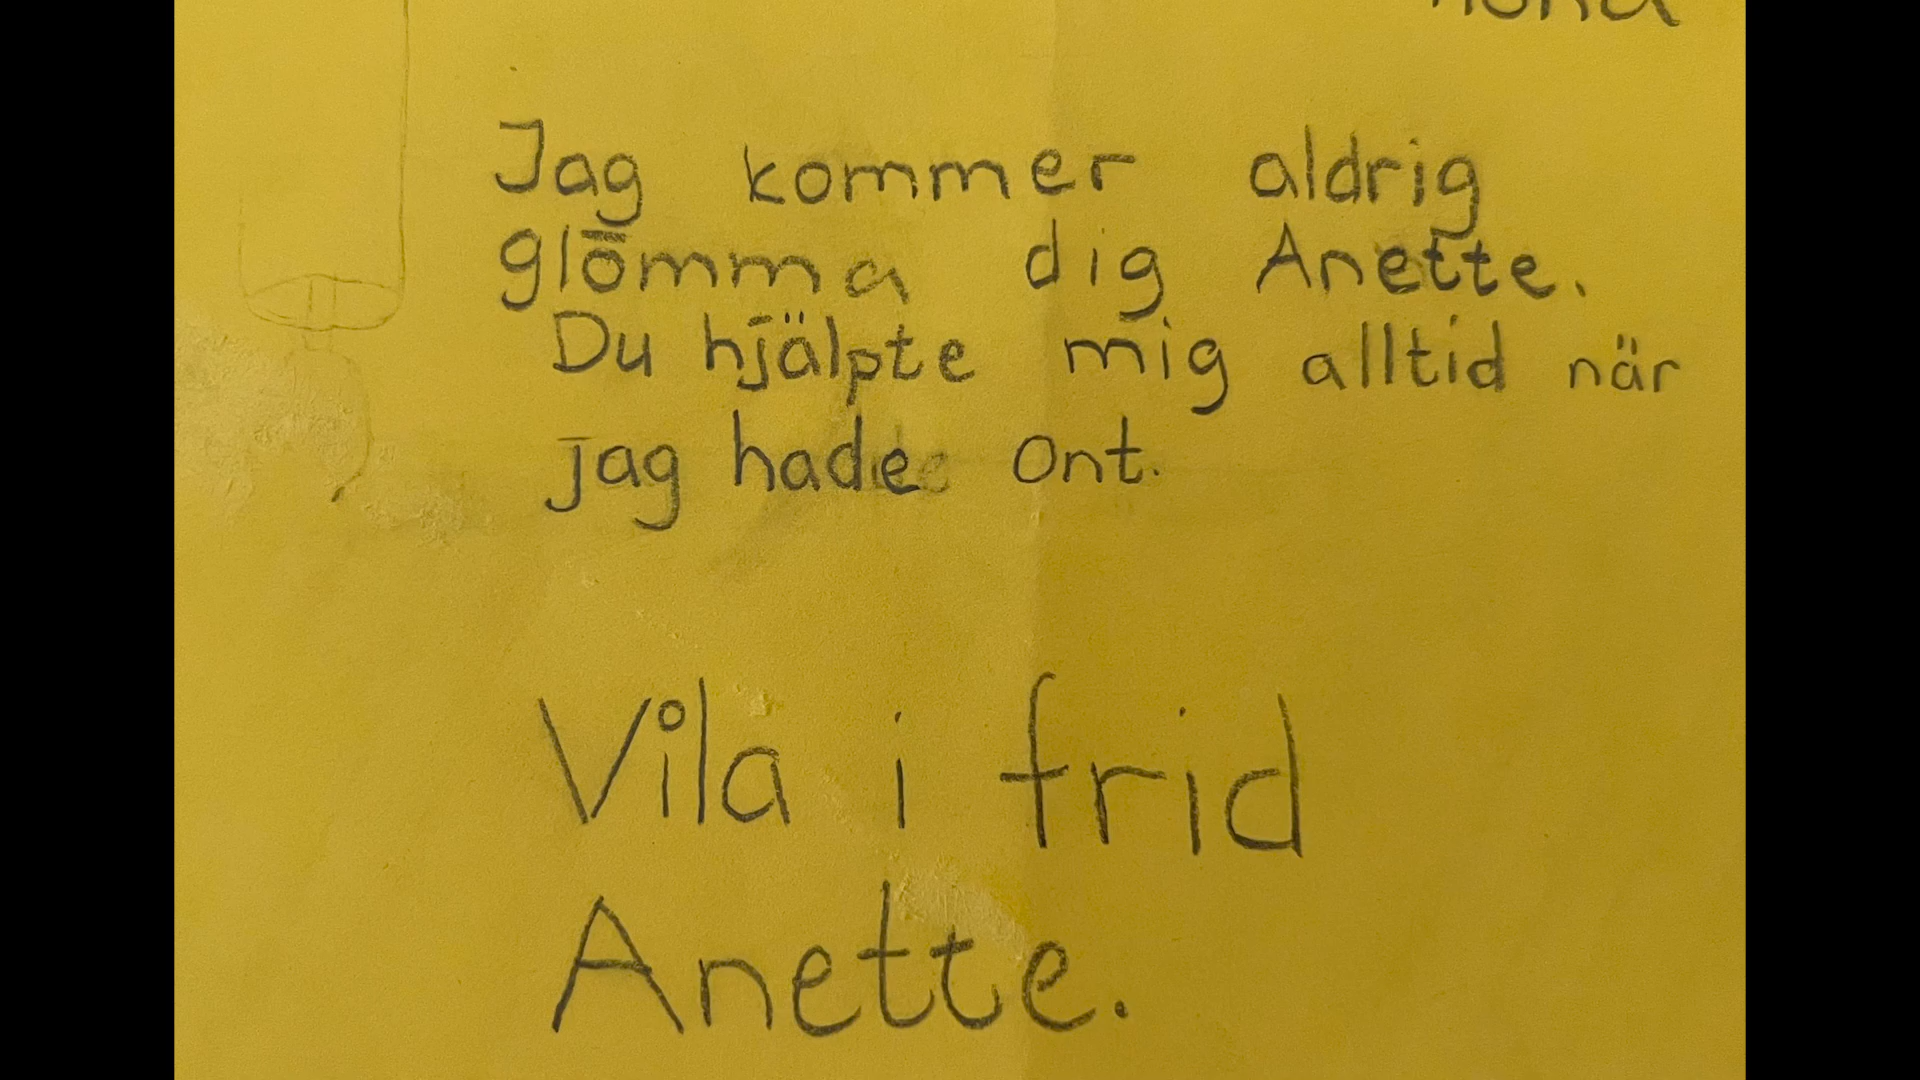 Jag kommer aldrig
glömma dig Anette.
Du hjälpte mig alltid när
jag hade ont.
Vila i frid
Anette.